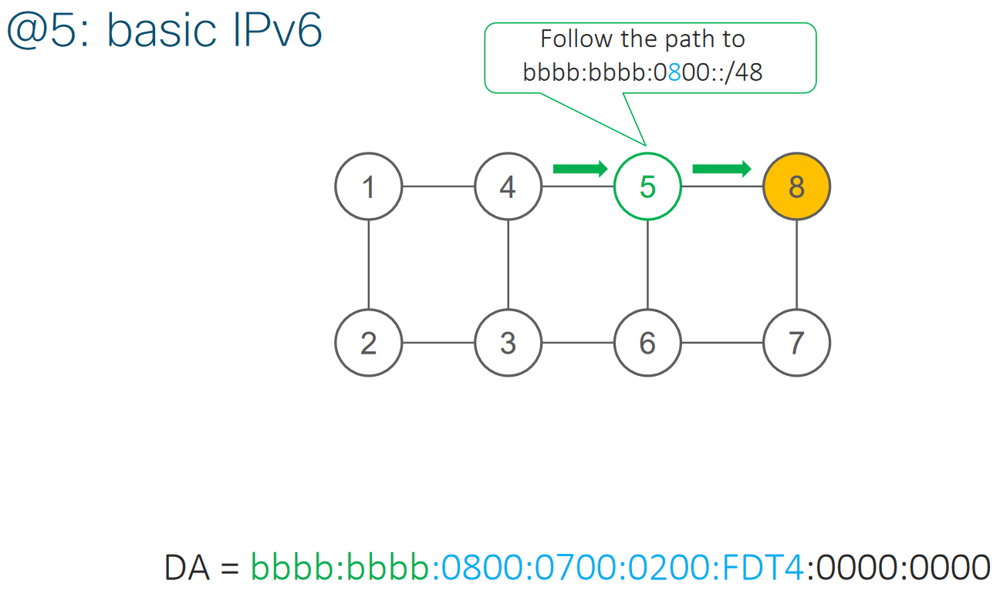 @5: basic IPv6
Follow the path to
bbbb:bbbb:0800::/48
1 4 5 8
2 3 6 7
DA = bbbb:bbbb:0800:0700:0200:FDT4:0000:0000